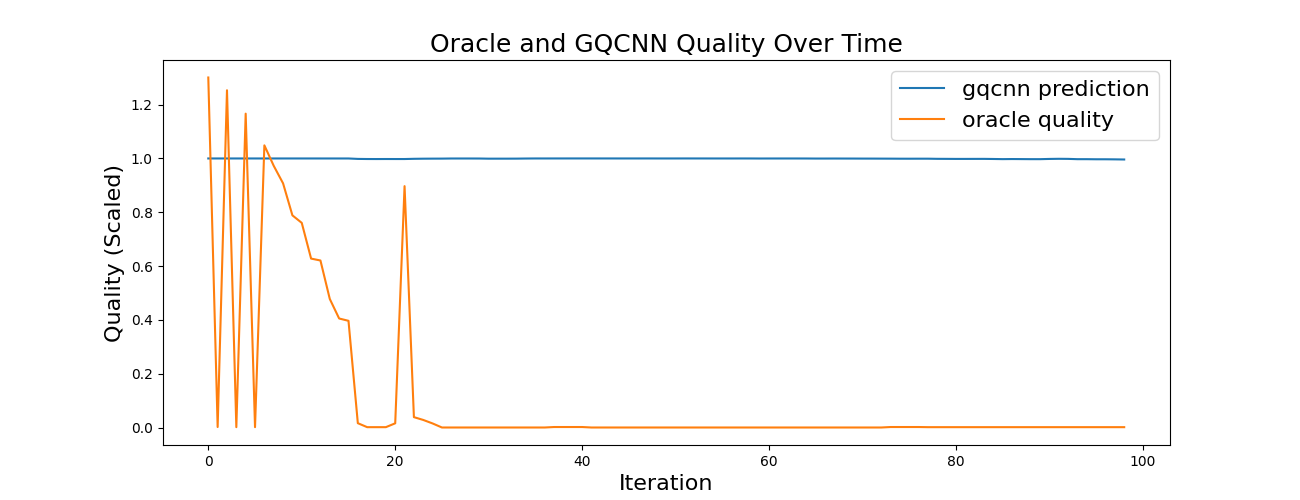 Oracle and GQCNN Quality Over Time
gqcnn prediction
oracle quality
Quality (Scaled)
1.2
1.0
0.8
0.6
0.4
0.2
0.0
0 20 40 60 80 100
Iteration